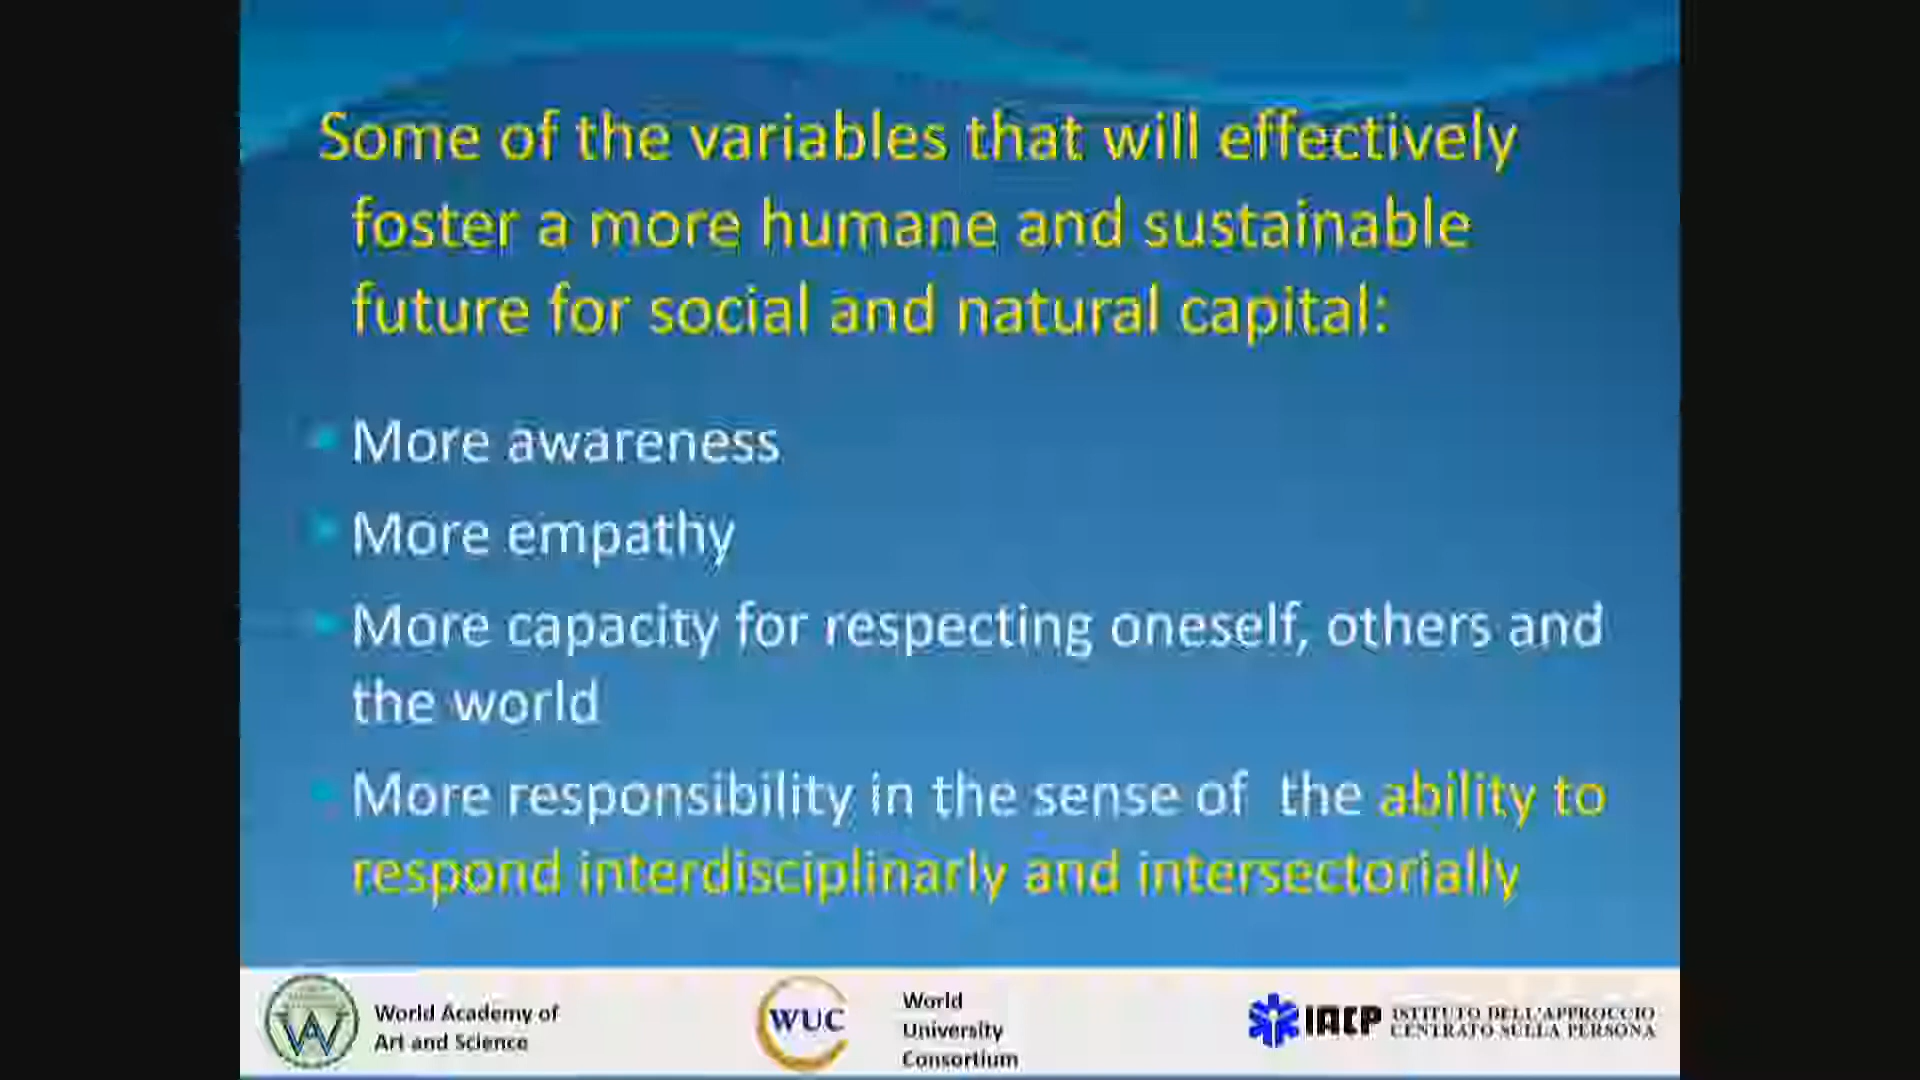 Some of the variables that will effectively
foster a more humane and sustainable
future for social and natural capital:
More awareness
More empathy
More capacity for respecting oneself, others and
the world
More responsibility in the sense of the ability to
respond interdisciplinarly and intersectorially
World Academy of
Art and Science
WUC
World
University
Consortium
IACP
ISTITUTO DELL'APPROCCIO
CENTRATO SULLA PERSONA